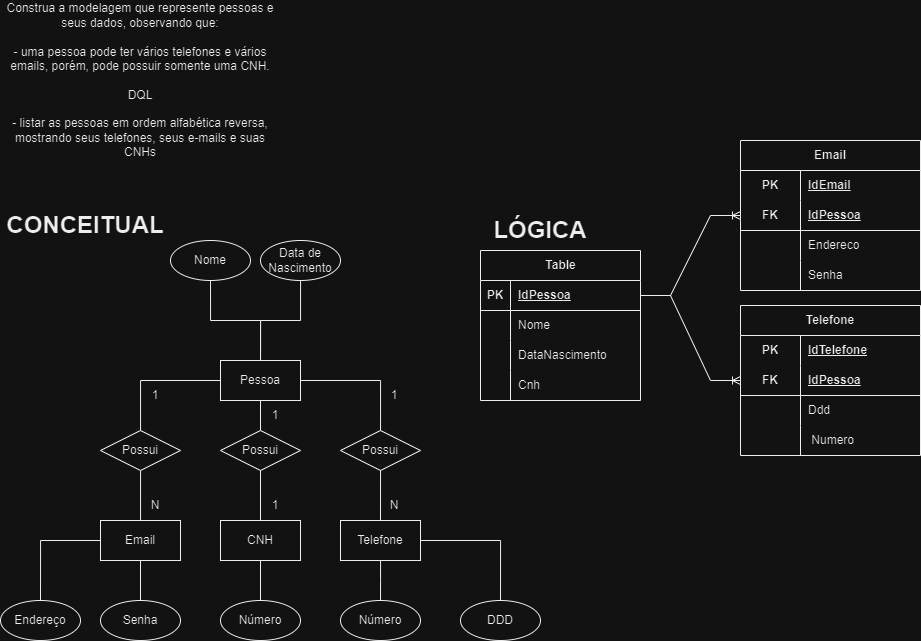 Construa a modelagem que represente pessoas e
seus dados, observando que:
- uma pessoa pode ter vários telefones e vários
emails, porém, pode possuir somente uma CNH.
DQL
- listar as pessoas em ordem alfabética reversa,
mostrando seus telefones, seus e-mails e suas
CNHs
CONCEITUAL
Nome
Data de
Nascimento
Pessoa
1
1
1
Possui
Possui
Possui
N
1
N
Email
CNH
Telefone
Endereço
Senha
Número
Número
DDD
LÓGICA
Table
PK IdPessoa
Nome
DataNascimento
Cnh
Email
PK IdEmail
FK IdPessoa
Endereco
Senha
Telefone
PK IdTelefone
FK IdPessoa
Ddd
Numero